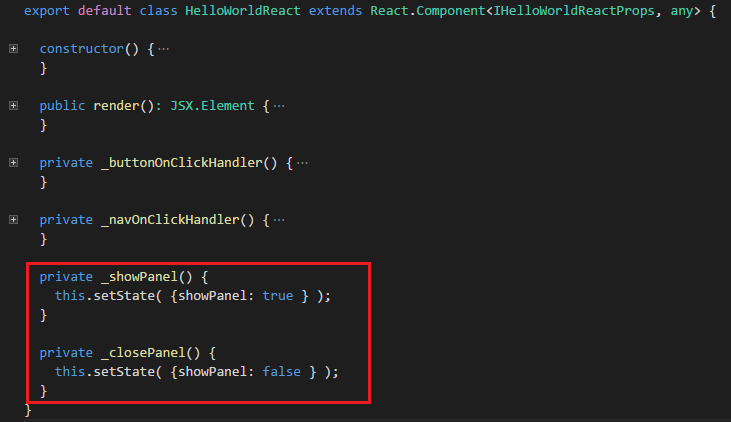 export default class HelloWorldReact extends React.Component<IHelloWorldReactProps, any> {
constructor() {···
}
public render(): JSX.Element {···
}
private _buttonOnClickHandler() {···
}
private _navOnClickHandler() {···
}
private _showPanel() {
this.setState( {showPanel: true } );
}
private _closePanel() {
this.setState( {showPanel: false } );
}
}